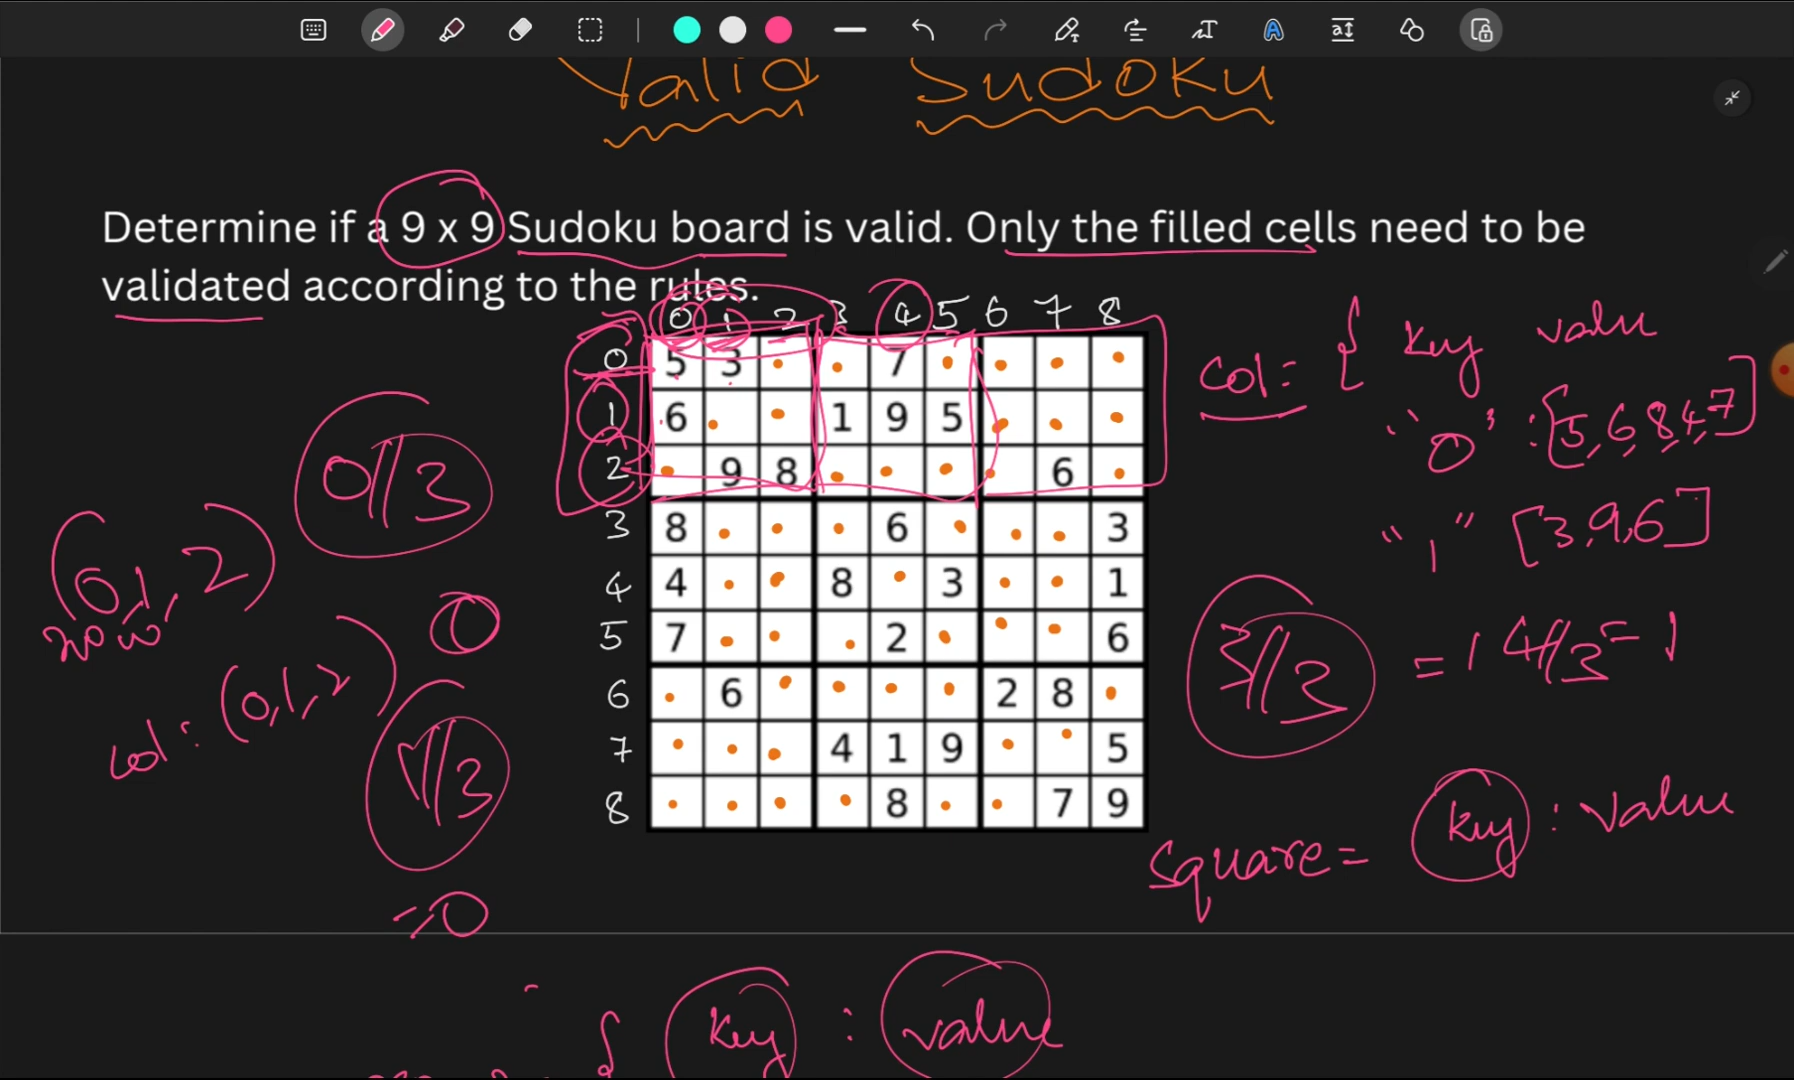 Valid Sudoku
Determine if a 9 x 9 Sudoku board is valid. Only the filled cells need to be
validated according to the rules.
0 1 2 3 4 5 6 7 8
0 5 3 7
1 6 1 9 5
2 9 8 6
3 8 6 3
4 4 8 3 1
5 7 2 6
6 6 2 8
7 4 1 9 5
8 8 7 9
col = { key value
"0" : [5, 6, 8, 4, 7]
"1" [3, 9, 6]
0//3
(0, 1, 2)
row
col : (0, 1, 2)
= 0
3//3 = 1 4//3 = 1
square = key : value
{ key : value